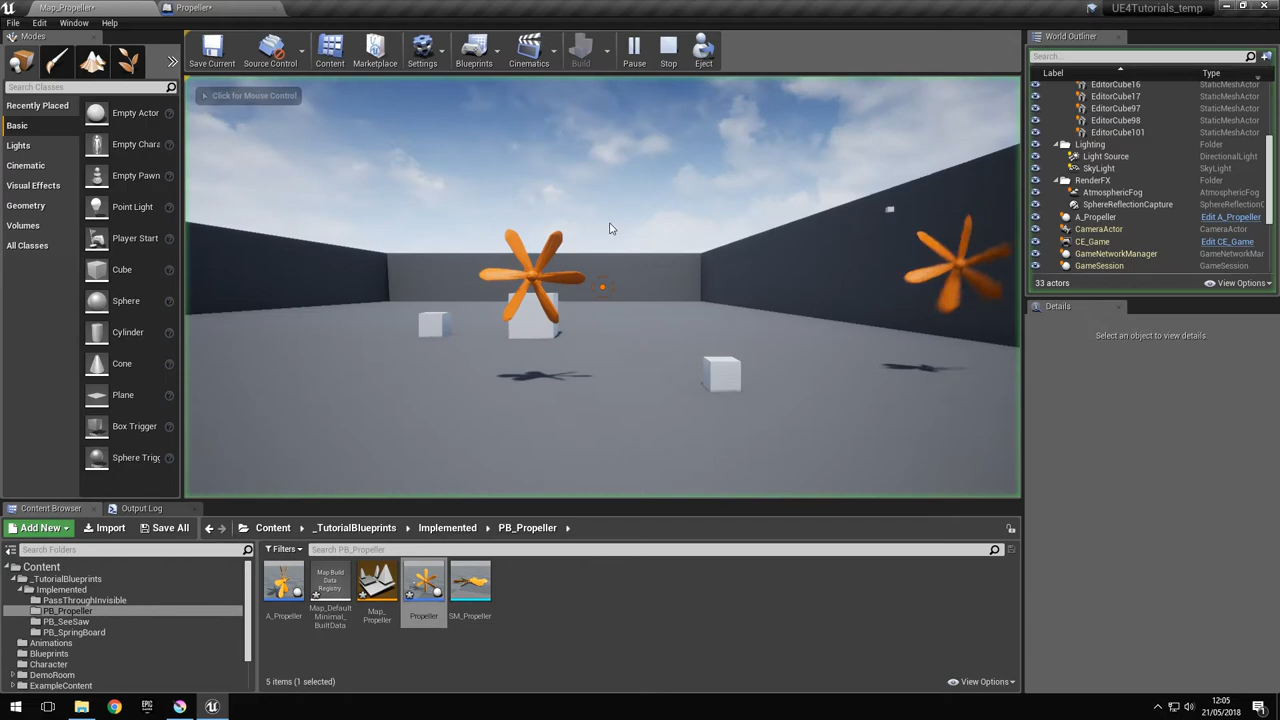 Map_Propeller*
Propeller*
UE4Tutorials_temp
File Edit Window Help
Modes
Search Classes
Recently Placed
Basic
Lights
Cinematic
Visual Effects
Geometry
Volumes
All Classes
Empty Actor
Empty Chara
Empty Pawn
Point Light
Player Start
Cube
Sphere
Cylinder
Cone
Plane
Box Trigger
Sphere Trigg
Save Current
Source Control
Content
Marketplace
Settings
Blueprints
Cinematics
Build
Pause
Stop
Eject
Click for Mouse Control
World Outliner
Search...
Label Type
EditorCube16 StaticMeshActor
EditorCube17 StaticMeshActor
EditorCube97 StaticMeshActor
EditorCube98 StaticMeshActor
EditorCube101 StaticMeshActor
Lighting Folder
Light Source DirectionalLight
SkyLight SkyLight
RenderFX Folder
AtmosphericFog AtmosphericFog
SphereReflectionCapture SphereReflectionC
A_Propeller Edit A_Propeller
CameraActor CameraActor
CE_Game Edit CE_Game
GameNetworkManager GameNetworkMar
GameSession GameSession
33 actors
View Options
Details
Select an object to view details.
Content Browser
Output Log
Add New
Import
Save All
Content
_TutorialBlueprints
Implemented
PB_Propeller
Search Folders
Filters
Search PB_Propeller
Content
_TutorialBlueprints
Implemented
PassThroughInvisible
PB_Propeller
PB_SeeSaw
PB_SpringBoard
Animations
Blueprints
Character
DemoRoom
ExampleContent
A_Propeller
Map_Default
Minimal_
BuiltData
Map_
Propeller
Propeller
SM_Propeller
Map Build
Data
Registry
5 items (1 selected)
View Options
12:05
21/05/2018